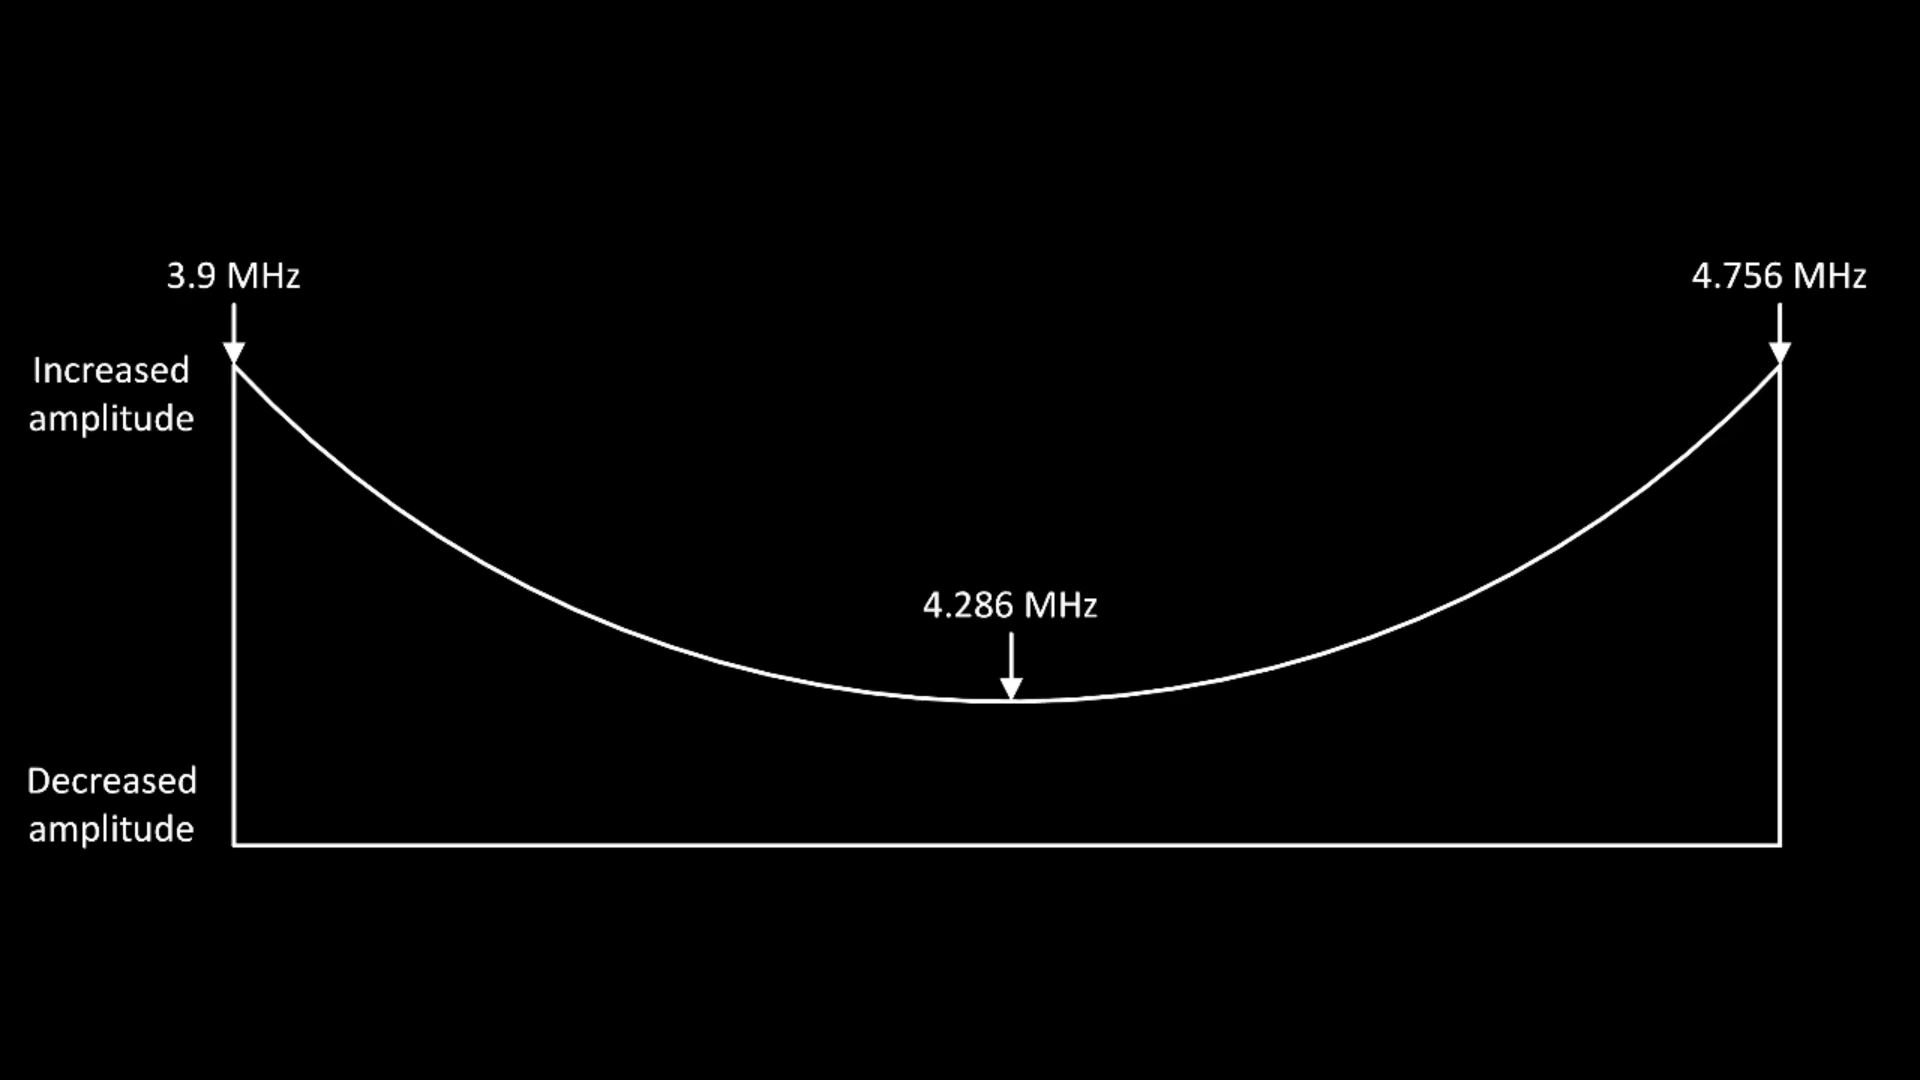 3.9 MHz
4.756 MHz
Increased
amplitude
4.286 MHz
Decreased
amplitude